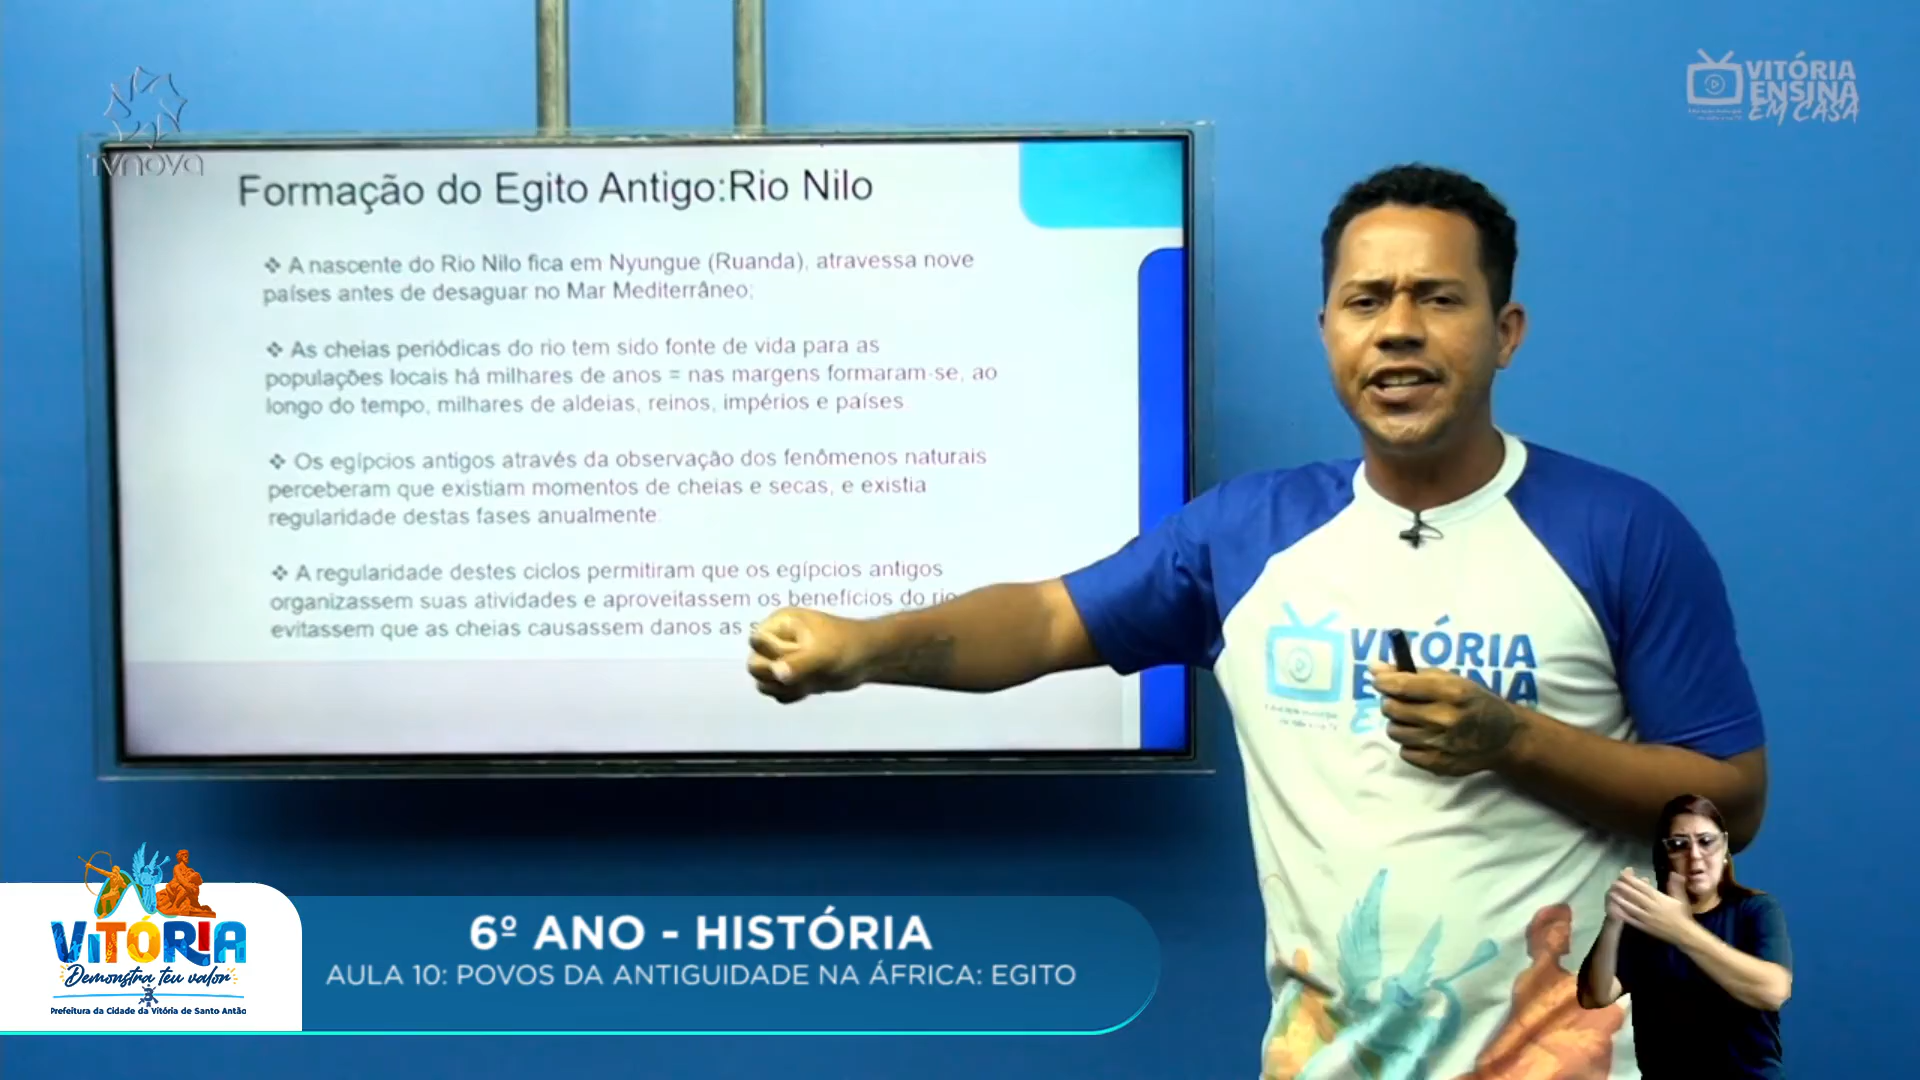 TVNOVA
VITÓRIA
ENSINA
EM CASA
Formação do Egito Antigo:Rio Nilo
❖ A nascente do Rio Nilo fica em Nyungue (Ruanda), atravessa nove
países antes de desaguar no Mar Mediterrâneo;
❖ As cheias periódicas do rio tem sido fonte de vida para as
populações locais há milhares de anos = nas margens formaram-se, ao
longo do tempo, milhares de aldeias, reinos, impérios e países.
❖ Os egípcios antigos através da observação dos fenômenos naturais
perceberam que existiam momentos de cheias e secas, e existia
regularidade destas fases anualmente.
❖ A regularidade destes ciclos permitiram que os egípcios antigos
organizassem suas atividades e aproveitassem os benefícios do rio
evitassem que as cheias causassem danos as
VITÓRIA
VITÓRIA
Demonstra teu valor
Prefeitura da Cidade da Vitória de Santo Antão
6º ANO - HISTÓRIA
AULA 10: POVOS DA ANTIGUIDADE NA ÁFRICA: EGITO